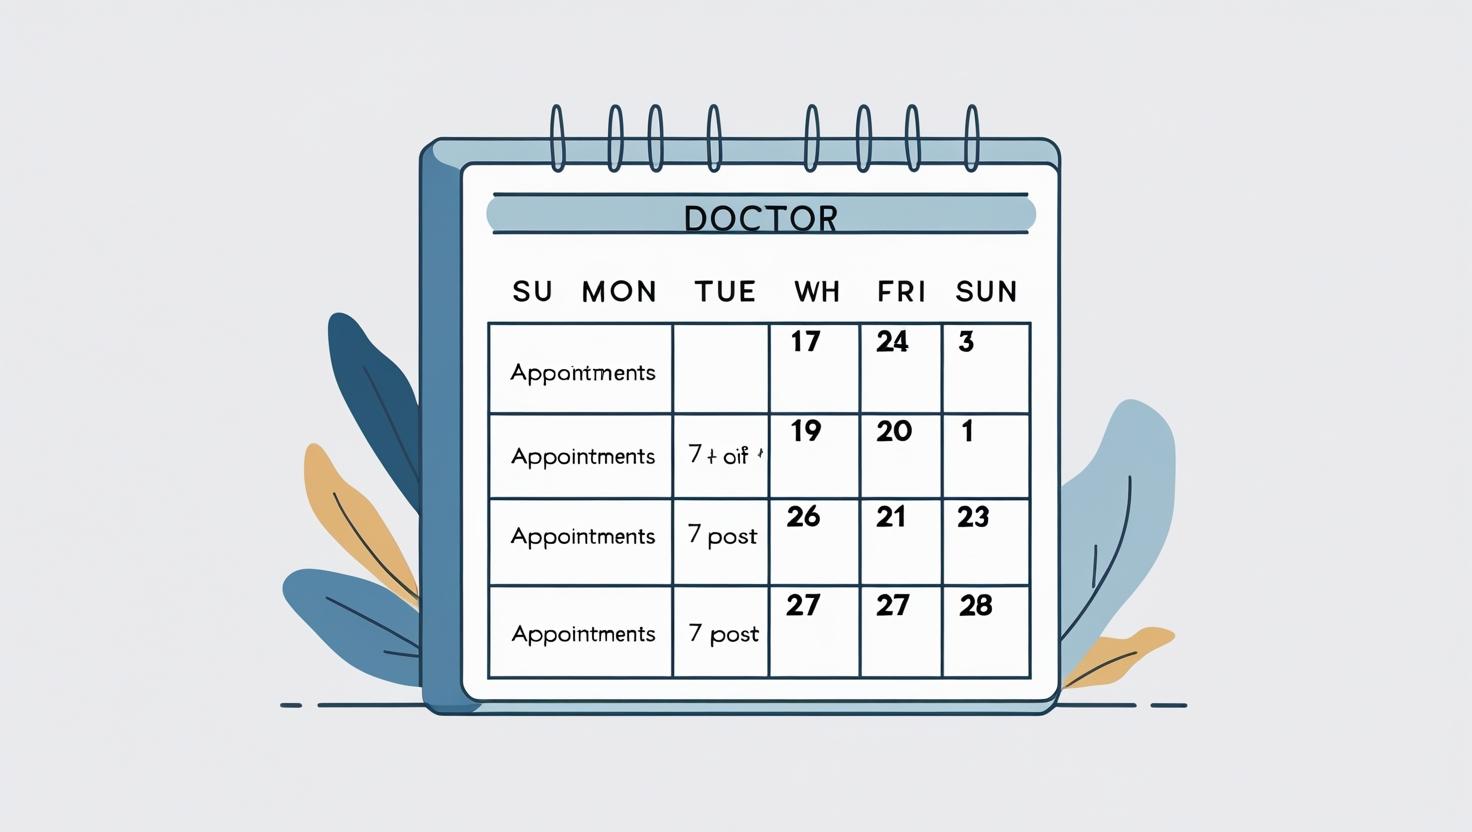 DOCTOR
SU MON TUE WH FRI SUN
17 24 3
Appointments
19 20 1
Appointments 7
26 21 23
Appointments 7 post
27 27 28
Appointments 7 post